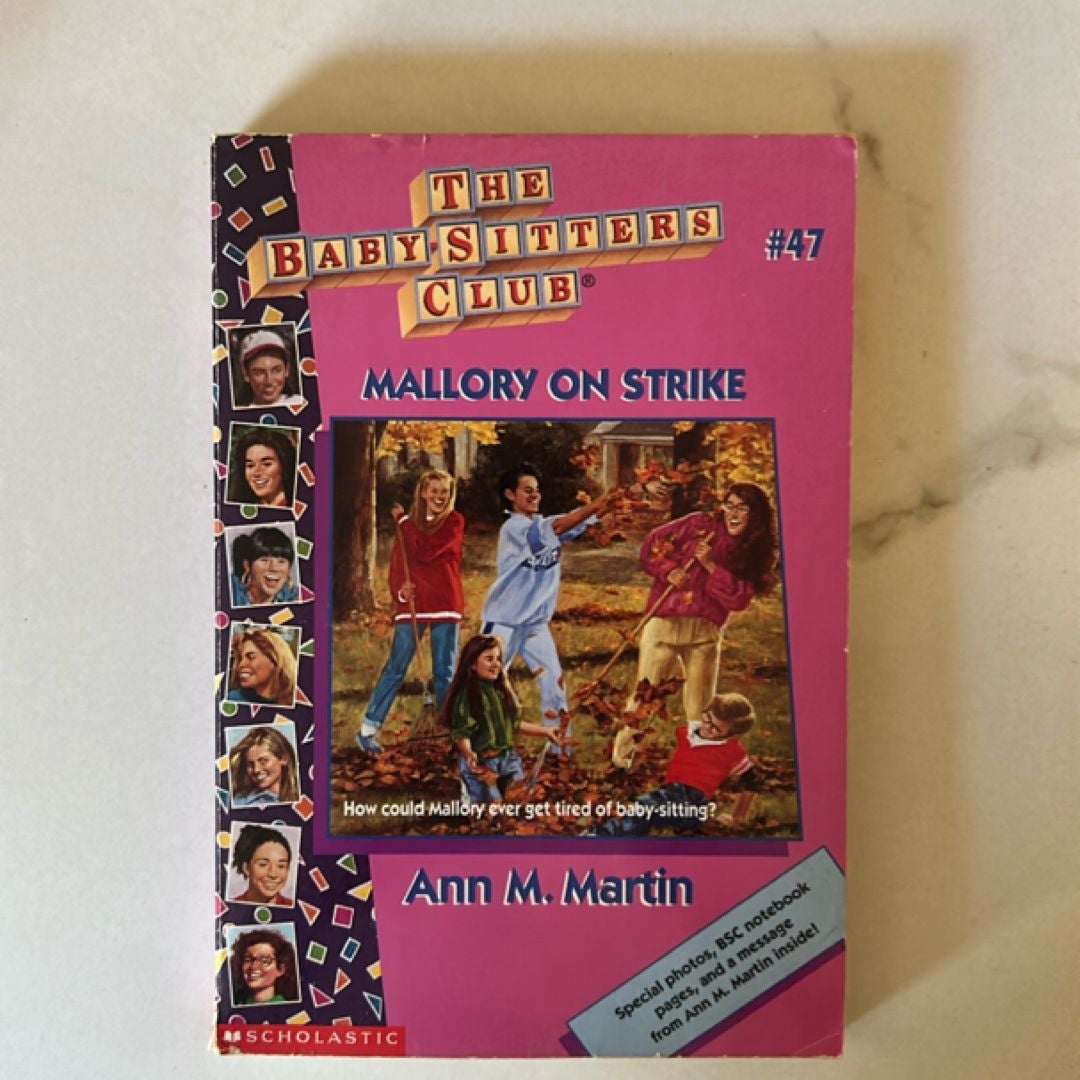 THE
BABY-SITTERS
CLUB®
#47
MALLORY ON STRIKE
How could Mallory ever get tired of baby-sitting?
Ann M. Martin
Special photos, BSC notebook
pages, and a message
from Ann M. Martin inside!
SCHOLASTIC